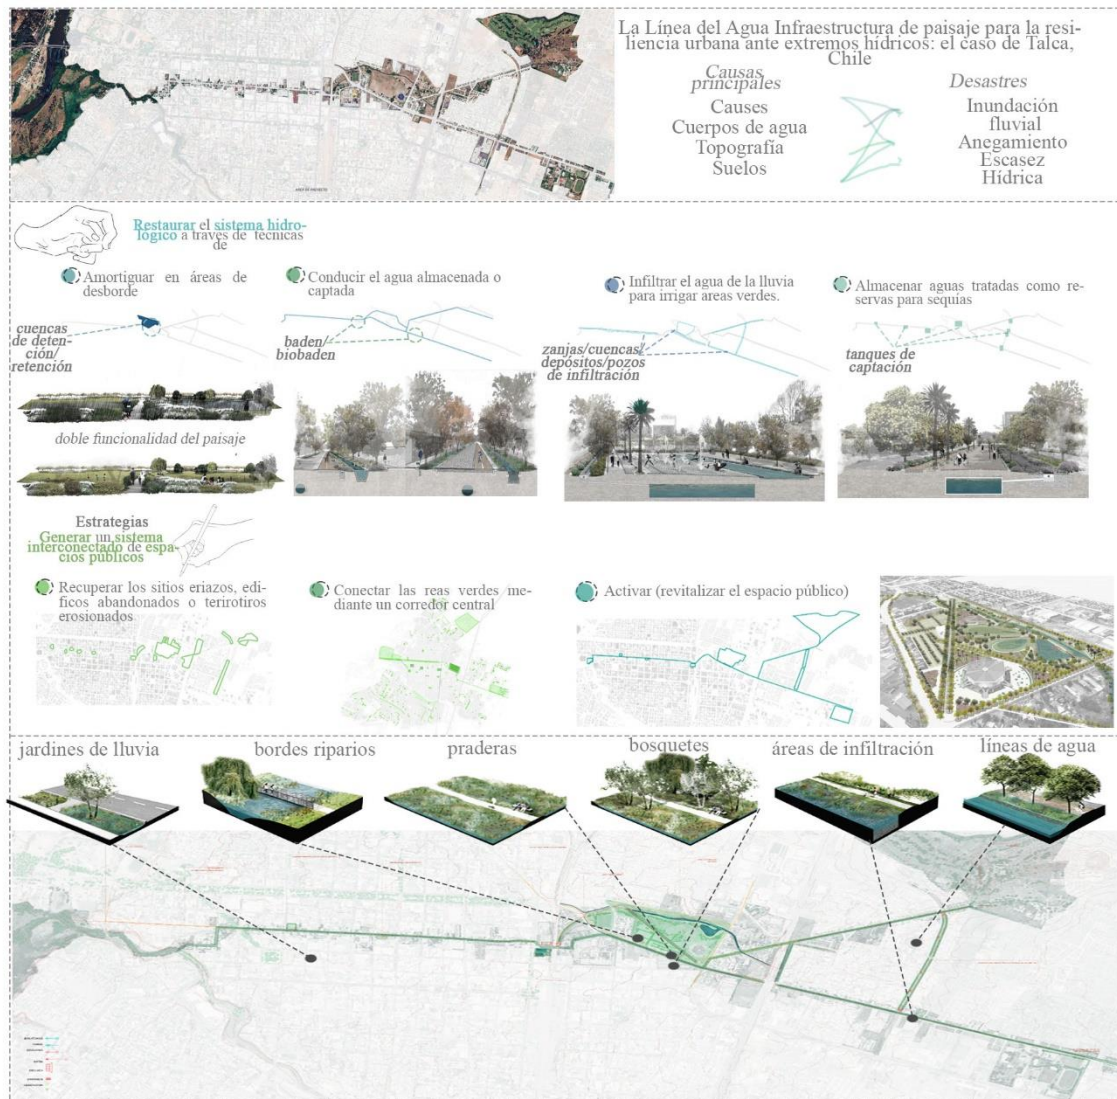 La Línea del Agua Infraestructura de paisaje para la resi-
liencia urbana ante extremos hídricos: el caso de Talca,
Chile
Causas
principales
Causes
Cuerpos de agua
Topografía
Suelos
Desastres
Inundación
fluvial
Anegamiento
Escasez
Hídrica
Restaurar el sistema hidro-
lógico a través de técnicas
de
Amortiguar en áreas de
desborde
cuencas
de deten-
ción/
retención
doble funcionalidad del paisaje
Conducir el agua almacenada o
captada
baden/
biobaden
Infiltrar el agua de la lluvia
para irrigar areas verdes.
zanjas/cuencas/
depósitos/pozos
de infiltración
Almacenar aguas tratadas como re-
servas para sequías
tanques de
captación
Estrategias
Generar un sistema
interconectado de espa-
cios públicos
Recuperar los sitios eriazos, edi-
ficos abandonados o terirotiros
erosionados
Conectar las reas verdes me-
diante un corredor central
Activar (revitalizar el espacio público)
jardines de lluvia
bordes riparios
praderas
bosquetes
áreas de infiltración
líneas de agua